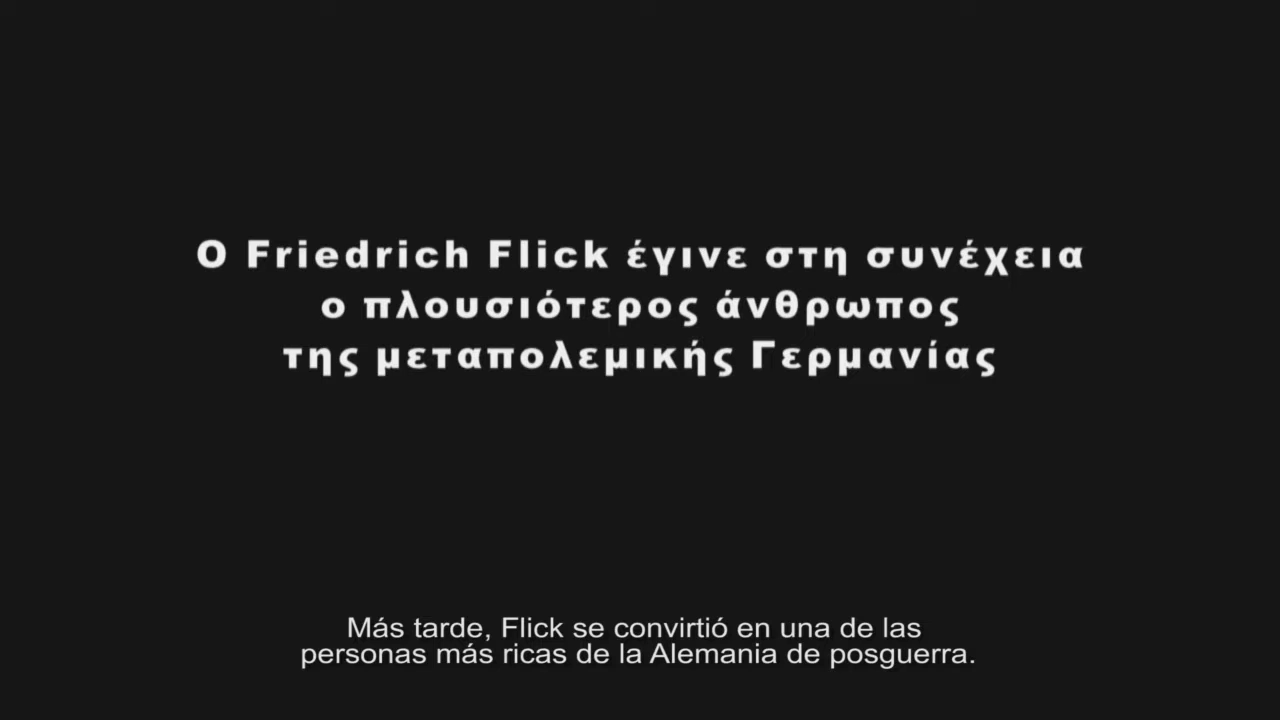 Ο Friedrich Flick έγινε στη συνέχεια
ο πλουσιότερος άνθρωπος
της μεταπολεμικής Γερμανίας
Más tarde, Flick se convirtió en una de las
personas más ricas de la Alemania de posguerra.